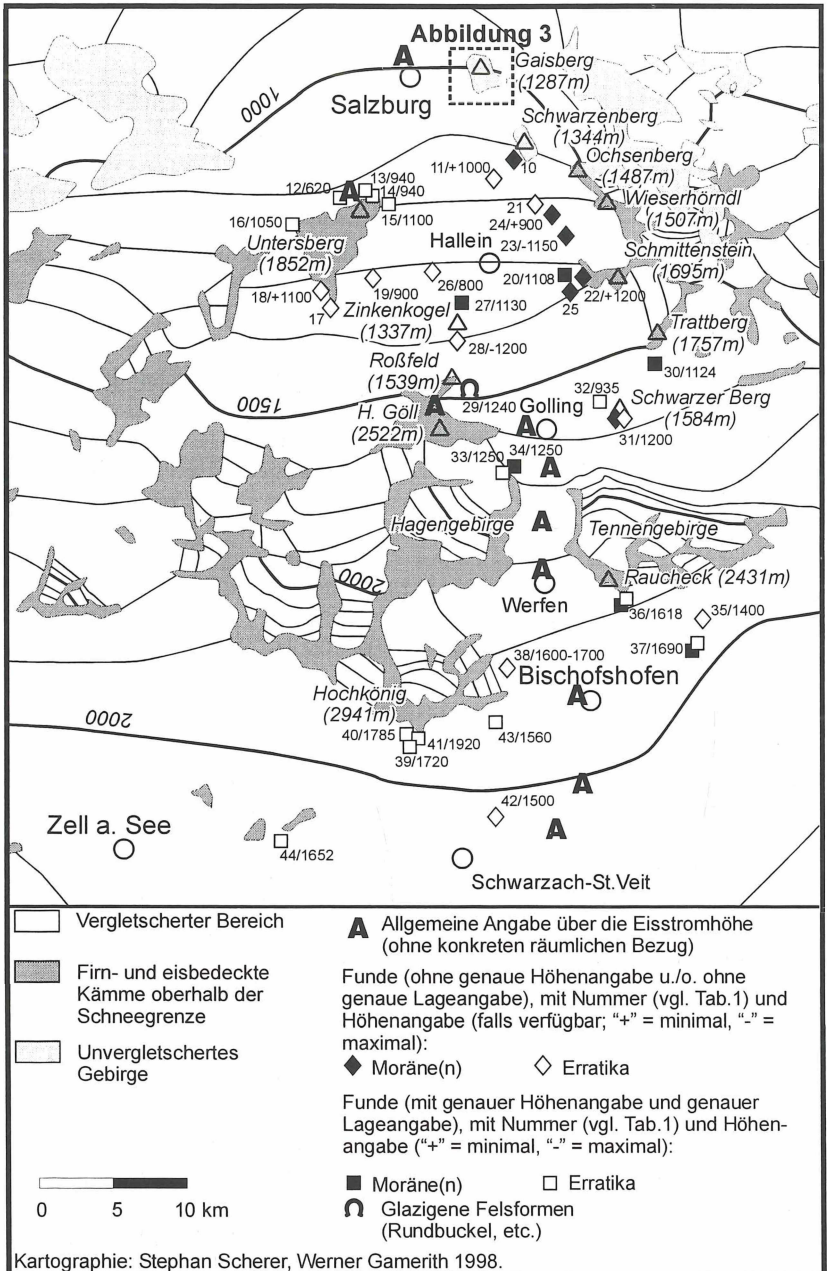 Abbildung 3
A
Gaisberg
(1287m)
Salzburg
1000
Schwarzenberg
(1344m)
11/+1000
10
Ochsenberg
(1487m)
13/940
12/620
A
14/940
15/1100
16/1050
21
Wieserhörndl
(1507m)
24/+900
23/-1150
Untersberg
(1852m)
Hallein
Schmittenstein
(1695m)
18/+1100
19/900
26/800
20/1108
22/+1200
17
27/1130
25
Zinkenkogel
(1337m)
28/-1200
Trattberg
(1757m)
30/1124
Roßfeld
(1539m)
1500
29/1240
32/935
Schwarzer Berg
(1584m)
A
H. Göll
(2522m)
A
Golling
31/1200
34/1250
33/1250
A
Hagengebirge
A
Tennengebirge
2000
A
Raucheck (2431m)
Werfen
36/1618
35/1400
37/1690
38/1600-1700
Bischofshofen
A
Hochkönig
(2941m)
40/1785
41/1920
43/1560
39/1720
2000
A
42/1500
A
Zell a. See
44/1652
Schwarzach-St.Veit
Vergletscherter Bereich
Firn- und eisbedeckte
Kämme oberhalb der
Schneegrenze
Unvergletschertes
Gebirge
0 5 10 km
A Allgemeine Angabe über die Eisstromhöhe
(ohne konkreten räumlichen Bezug)
Funde (ohne genaue Höhenangabe u./o. ohne
genaue Lageangabe), mit Nummer (vgl. Tab.1) und
Höhenangabe (falls verfügbar; “+” = minimal, “-” =
maximal):
Moräne(n) Erratika
Funde (mit genauer Höhenangabe und genauer
Lageangabe), mit Nummer (vgl. Tab.1) und Höhen-
angabe (“+” = minimal, “-” = maximal):
Moräne(n) Erratika
Glazigene Felsformen
(Rundbuckel, etc.)
Kartographie: Stephan Scherer, Werner Gamerith 1998.